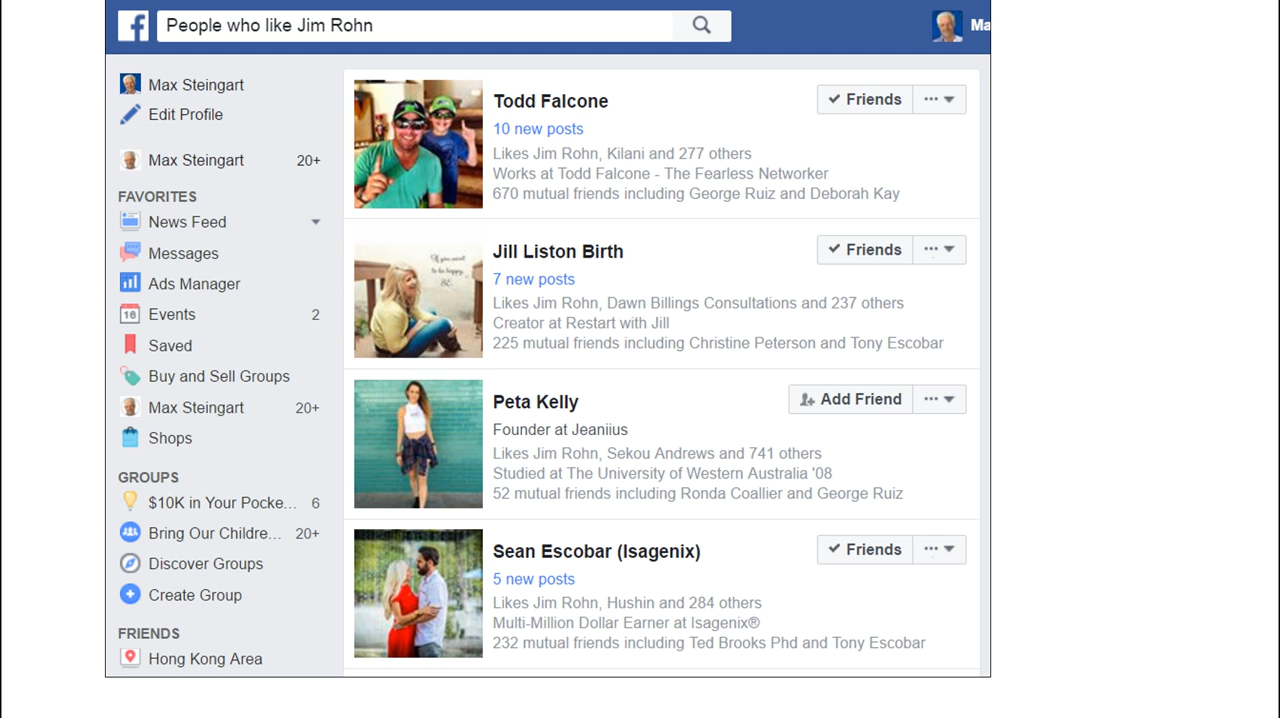 People who like Jim Rohn
Ma
Max Steingart
Edit Profile
Max Steingart 20+
FAVORITES
News Feed
Messages
Ads Manager
16 Events 2
Saved
Buy and Sell Groups
Max Steingart 20+
Shops
GROUPS
$10K in Your Pocke... 6
Bring Our Childre... 20+
Discover Groups
Create Group
FRIENDS
Hong Kong Area
Todd Falcone
Friends
10 new posts
Likes Jim Rohn, Kilani and 277 others
Works at Todd Falcone - The Fearless Networker
670 mutual friends including George Ruiz and Deborah Kay
If you want
to be happy,
BE.
Jill Liston Birth
Friends
7 new posts
Likes Jim Rohn, Dawn Billings Consultations and 237 others
Creator at Restart with Jill
225 mutual friends including Christine Peterson and Tony Escobar
Peta Kelly
Add Friend
Founder at Jeaniius
Likes Jim Rohn, Sekou Andrews and 741 others
Studied at The University of Western Australia '08
52 mutual friends including Ronda Coallier and George Ruiz
Sean Escobar (Isagenix)
Friends
5 new posts
Likes Jim Rohn, Hushin and 284 others
Multi-Million Dollar Earner at Isagenix®
232 mutual friends including Ted Brooks Phd and Tony Escobar